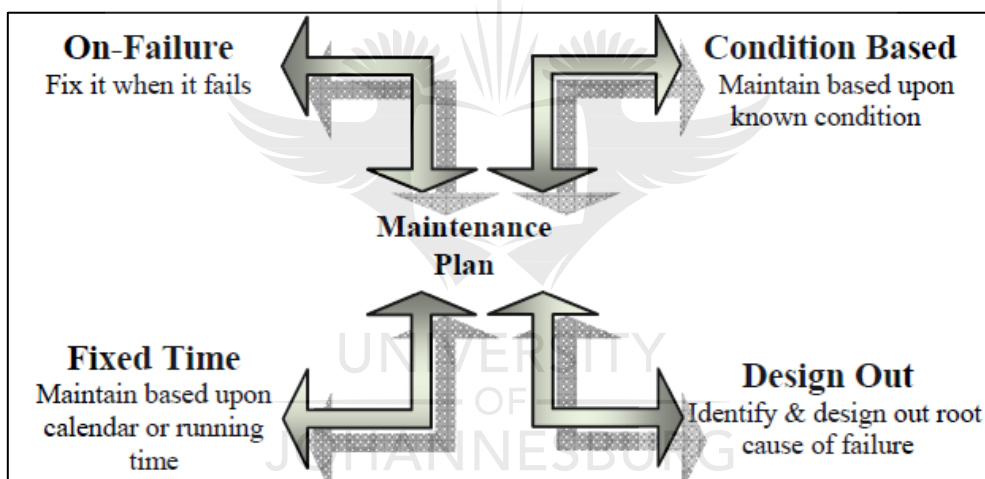 On-Failure
Fix it when it fails
Condition Based
Maintain based upon
known condition
Maintenance
Plan
Fixed Time
Maintain based upon
calendar or running
time
Design Out
Identify & design out root
cause of failure
UNIVERSITY
OF
JOHANNESBURG